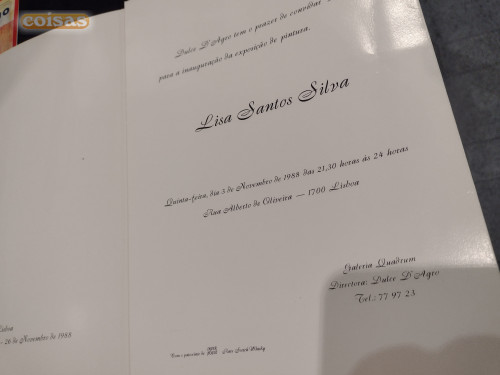 coisas
Dulce D'Agro tem o prazer de convidar
para a inauguração da exposição de pintura.
Lisa Santos Silva
Quinta-feira, dia 3 de Novembro de 1988 das 21,30 horas às 24 horas
Rua Alberto de Oliveira — 1700 Lisboa
Galeria Quadrum
Directora: Dulce D'Agro
Tel.: 77 97 23
Lisboa
- 26 de Novembro de 1988
Scotch Whisky